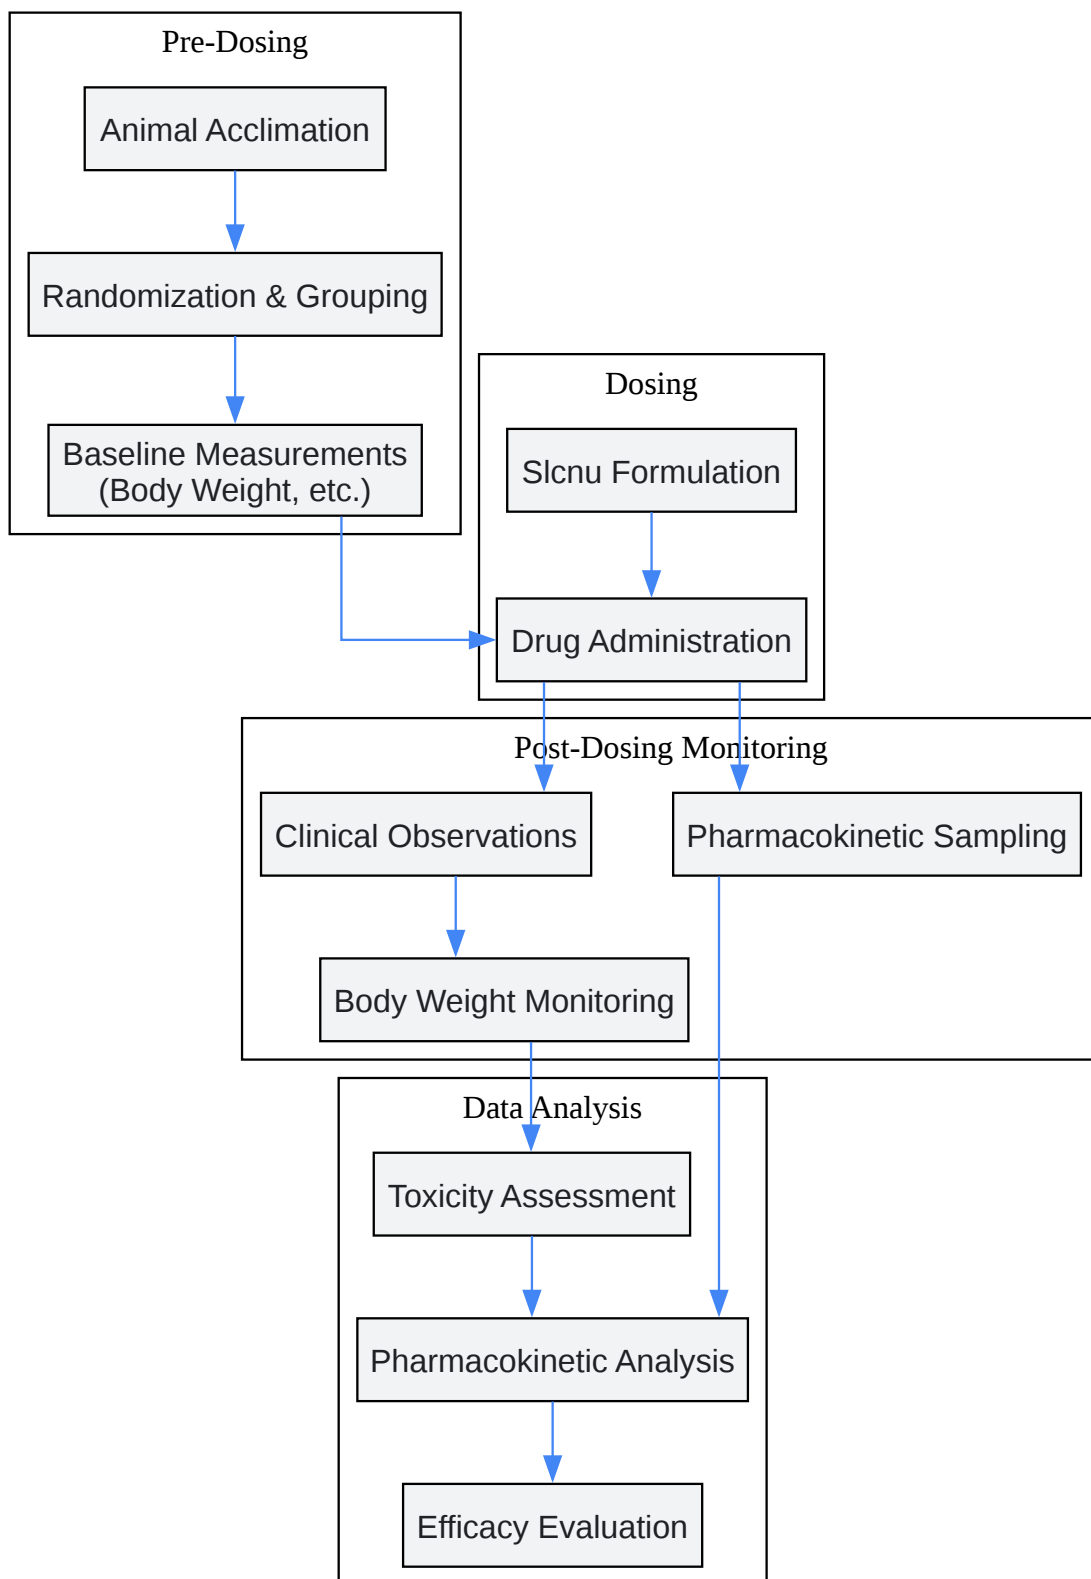 Pre-Dosing
Animal Acclimation
Randomization & Grouping
Baseline Measurements
(Body Weight, etc.)
Dosing
Slcnu Formulation
Drug Administration
Post-Dosing Monitoring
Clinical Observations
Pharmacokinetic Sampling
Body Weight Monitoring
Data Analysis
Toxicity Assessment
Pharmacokinetic Analysis
Efficacy Evaluation